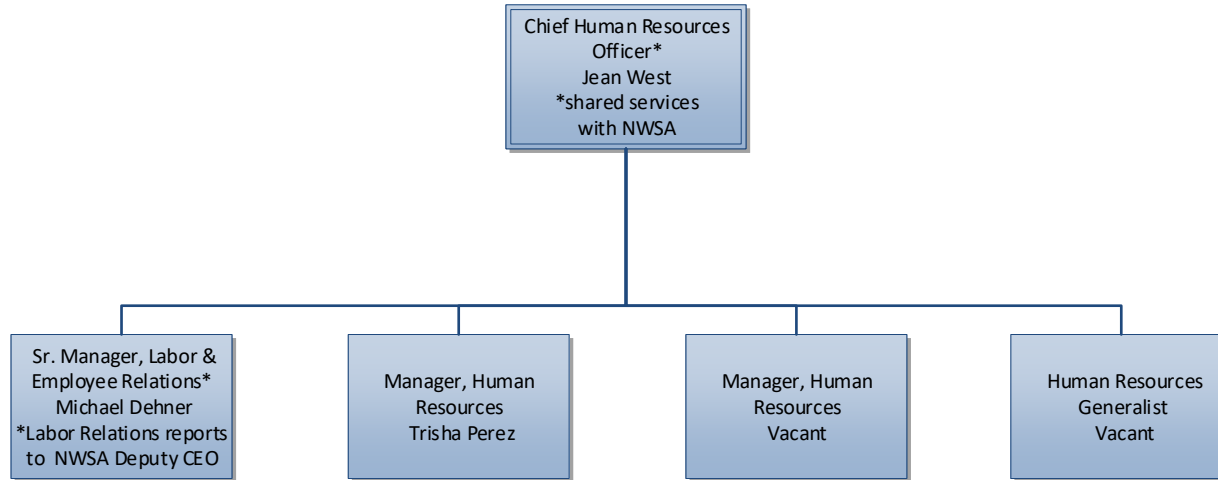 Chief Human Resources
Officer*
Jean West
*shared services
with NWSA
Sr. Manager, Labor &
Employee Relations*
Michael Dehner
*Labor Relations reports
to NWSA Deputy CEO
Manager, Human
Resources
Trisha Perez
Manager, Human
Resources
Vacant
Human Resources
Generalist
Vacant